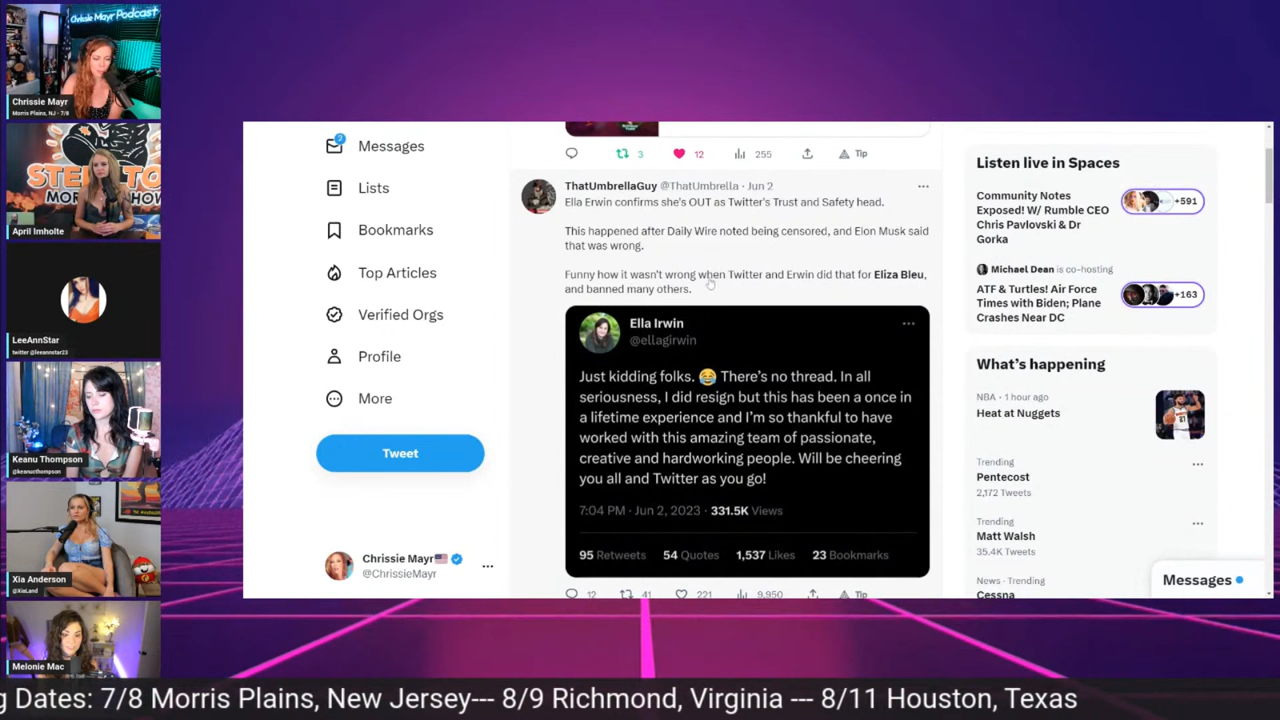 Chrissie Mayr Podcast
Chrissie Mayr
Morris Plains, NJ - 7/8
April Imholte
LeeAnnStar
twitter @leeannstar23
Keanu Thompson
@keanucthompson
Xia Anderson
@XiaLand
Melonie Mac
2
Messages
Lists
Bookmarks
Top Articles
Verified Orgs
Profile
More
Tweet
Chrissie Mayr🇺🇸
@ChrissieMayr
3
12
255
Tip
ThatUmbrellaGuy @ThatUmbrella · Jun 2
Ella Erwin confirms she's OUT as Twitter's Trust and Safety head.
This happened after Daily Wire noted being censored, and Elon Musk said
that was wrong.
Funny how it wasn't wrong when Twitter and Erwin did that for Eliza Bleu,
and banned many others.
Ella Irwin
@ellagirwin
Just kidding folks. 😂 There's no thread. In all
seriousness, I did resign but this has been a once in
a lifetime experience and I'm so thankful to have
worked with this amazing team of passionate,
creative and hardworking people. Will be cheering
you all and Twitter as you go!
7:04 PM · Jun 2, 2023 · 331.5K Views
95 Retweets 54 Quotes 1,537 Likes 23 Bookmarks
12
41
221
9,950
Tip
Listen live in Spaces
Community Notes
Exposed! W/ Rumble CEO
Chris Pavlovski & Dr
Gorka
+591
Michael Dean is co-hosting
ATF & Turtles! Air Force
Times with Biden; Plane
Crashes Near DC
+163
What's happening
NBA · 1 hour ago
Heat at Nuggets
Trending
Pentecost
2,172 Tweets
Trending
Matt Walsh
35.4K Tweets
News · Trending
Cessna
Messages
g Dates: 7/8 Morris Plains, New Jersey--- 8/9 Richmond, Virginia --- 8/11 Houston, Texas